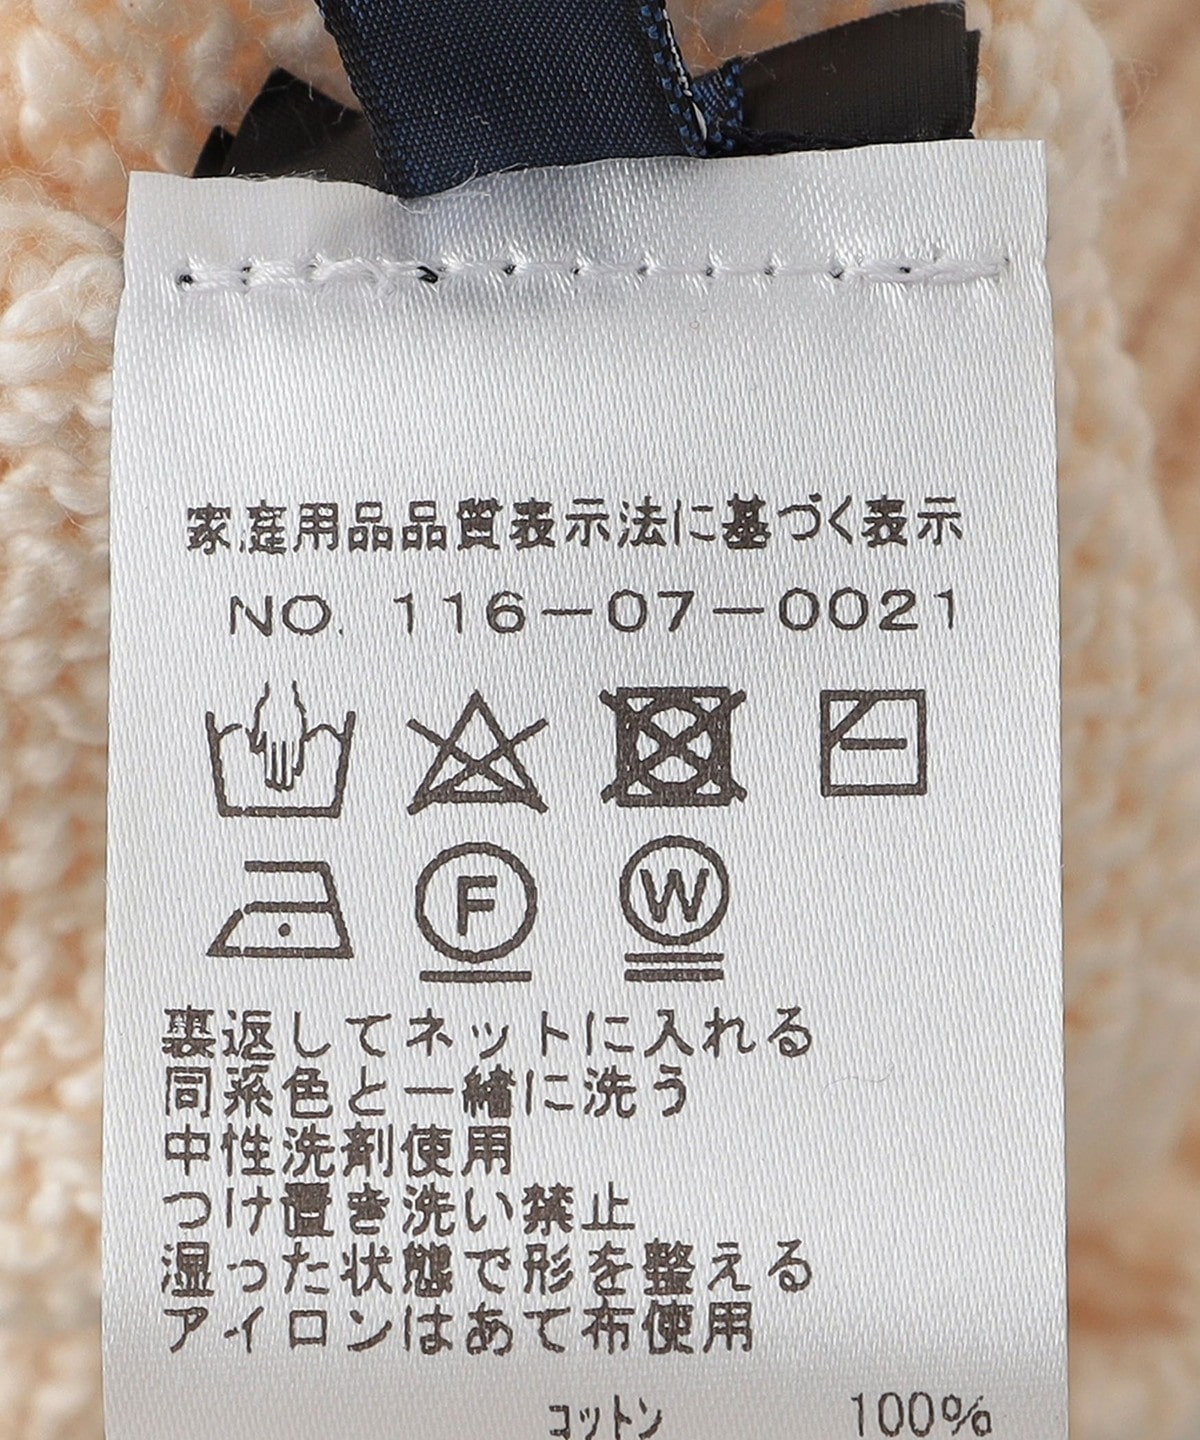 家庭用品品質表示法に基づく表示
NO. 116-07-0021
F W
裏返してネットに入れる
同系色と一緒に洗う
中性洗剤使用
つけ置き洗い禁止
湿った状態で形を整える
アイロンはあて布使用
コットン 100%